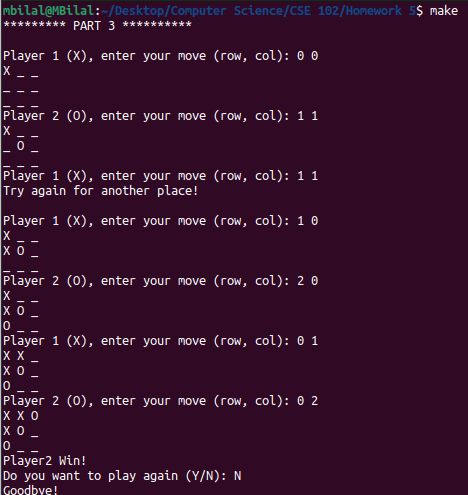 mbilal@MBilal:~/Desktop/Computer Science/CSE 102/Homework 5$ make
********* PART 3 **********
Player 1 (X), enter your move (row, col): 0 0
X _ _
_ _ _
_ _ _
Player 2 (O), enter your move (row, col): 1 1
X _ _
_ O _
_ _ _
Player 1 (X), enter your move (row, col): 1 1
Try again for another place!
Player 1 (X), enter your move (row, col): 1 0
X _ _
X O _
_ _ _
Player 2 (O), enter your move (row, col): 2 0
X _ _
X O _
O _ _
Player 1 (X), enter your move (row, col): 0 1
X X _
X O _
O _ _
Player 2 (O), enter your move (row, col): 0 2
X X O
X O _
O _ _
Player2 Win!
Do you want to play again (Y/N): N
Goodbye!